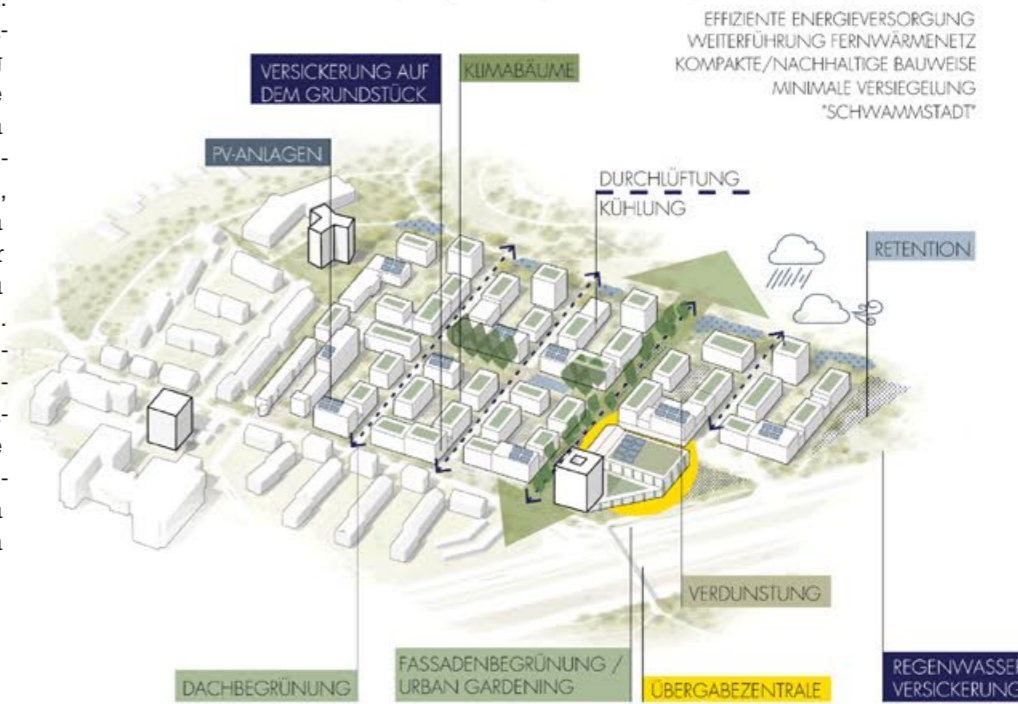 EFFIZIENTE ENERGIEVERSORGUNG
WEITERFÜHRUNG FERNWÄRMENETZ
KOMPAKTE/NACHHALTIGE BAUWEISE
MINIMALE VERSIEGELUNG
"SCHWAMMSTADT"
VERSICKERUNG AUF
DEM GRUNDSTÜCK
KLIMABÄUME
PV-ANLAGEN
DURCHLÜFTUNG
KÜHLUNG
RETENTION
VERDUNSTUNG
DACHBEGRÜNUNG
FASSADENBEGRÜNUNG /
URBAN GARDENING
ÜBERGABEZENTRALE
REGENWASSER
VERSICKERUNG